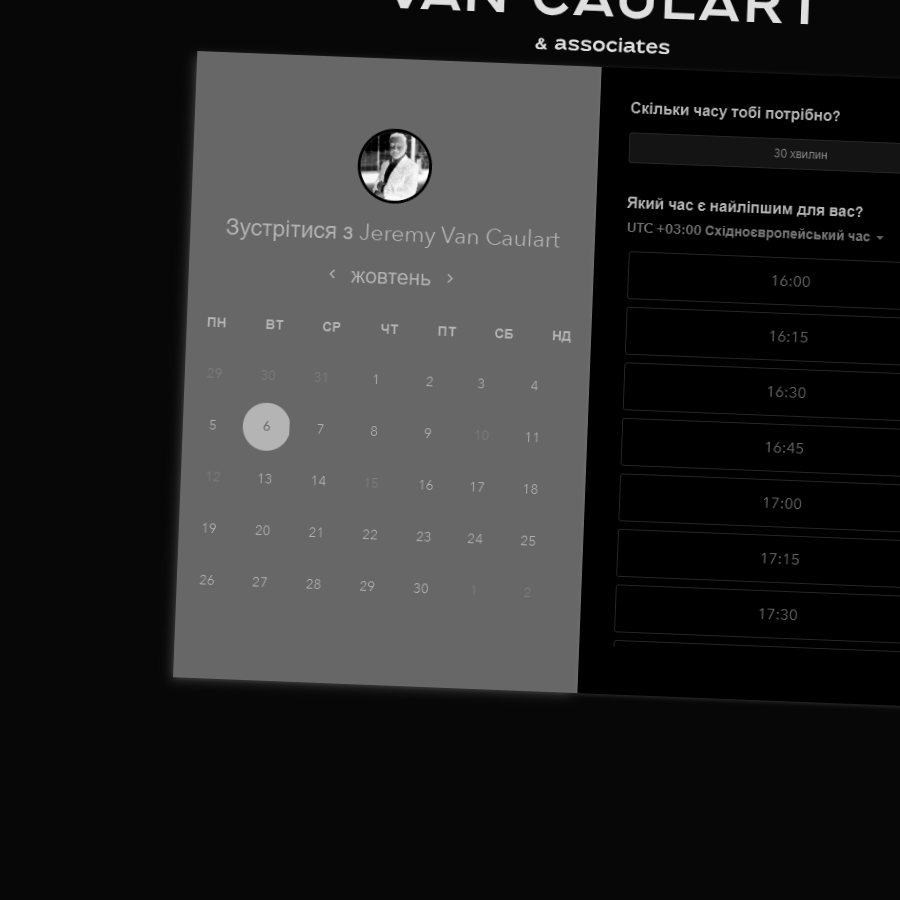 VAN CAULART
& associates
Зустрітися з Jeremy Van Caulart
‹ жовтень ›
ПН ВТ СР ЧТ ПТ СБ НД
29 30 31 1 2 3 4
5 6 7 8 9 10 11
12 13 14 15 16 17 18
19 20 21 22 23 24 25
26 27 28 29 30 1 2
Скільки часу тобі потрібно?
30 хвилин
Який час є найліпшим для вас?
UTC +03:00 Східноєвропейський час
16:00
16:15
16:30
16:45
17:00
17:15
17:30